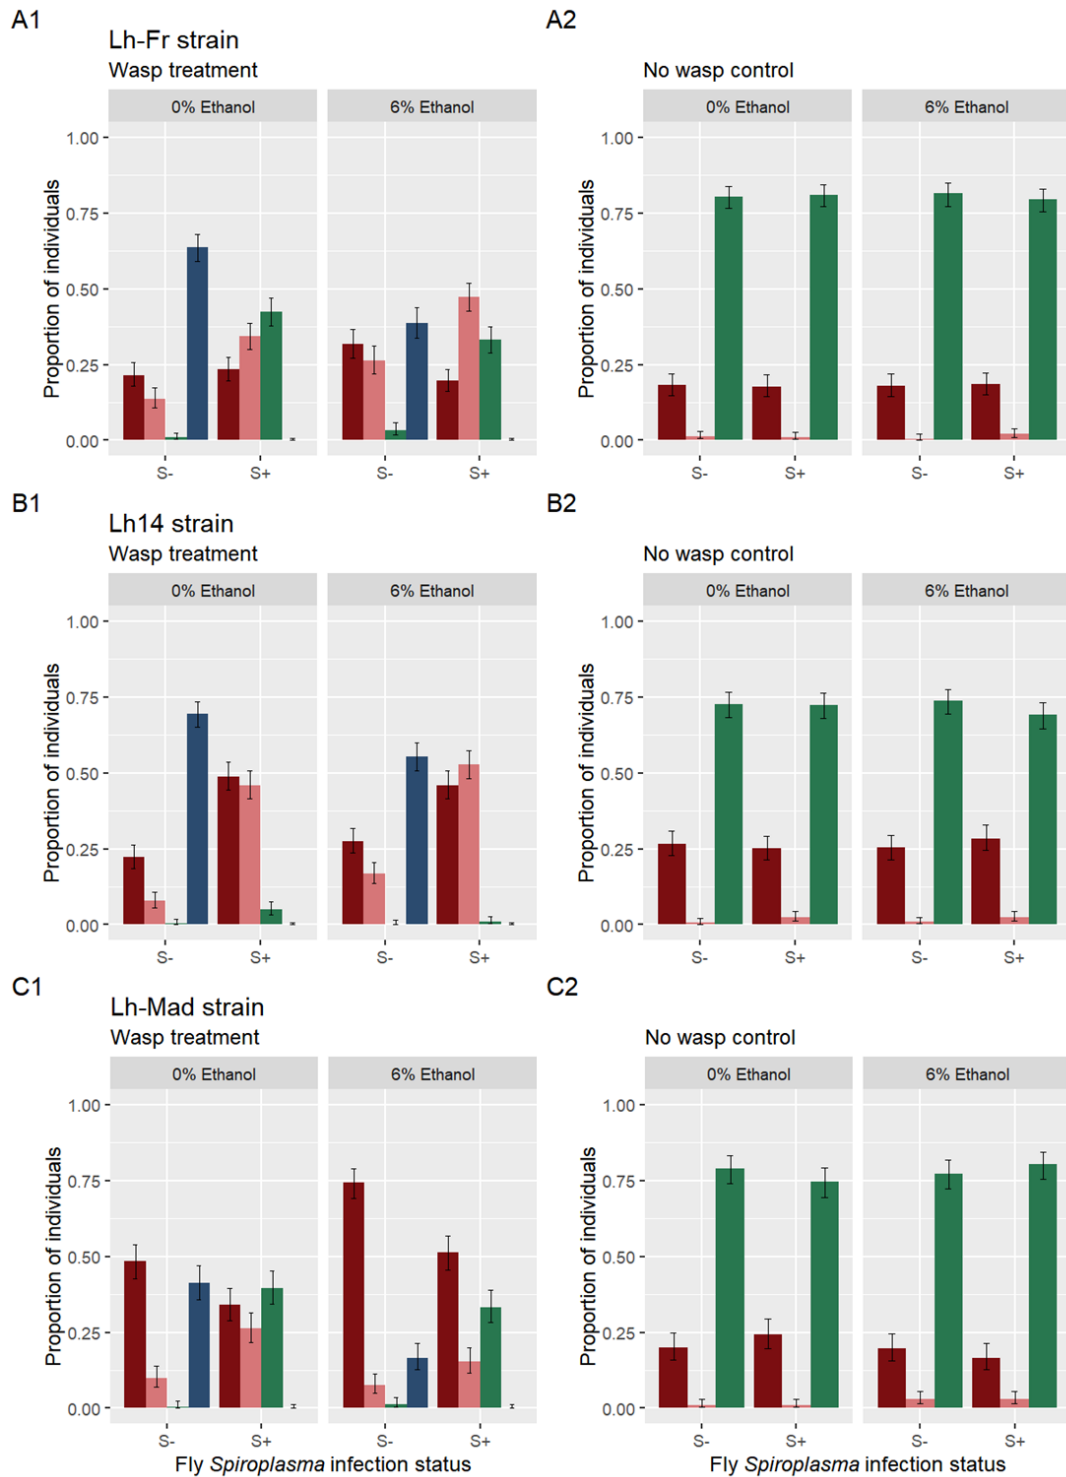 A1
Lh-Fr strain
Wasp treatment
0% Ethanol
6% Ethanol
Proportion of individuals
1.00
0.75
0.50
0.25
0.00
S-
S+
S-
S+
A2
No wasp control
0% Ethanol
6% Ethanol
Proportion of individuals
1.00
0.75
0.50
0.25
0.00
S-
S+
S-
S+
B1
Lh14 strain
Wasp treatment
0% Ethanol
6% Ethanol
Proportion of individuals
1.00
0.75
0.50
0.25
0.00
S-
S+
S-
S+
B2
No wasp control
0% Ethanol
6% Ethanol
Proportion of individuals
1.00
0.75
0.50
0.25
0.00
S-
S+
S-
S+
C1
Lh-Mad strain
Wasp treatment
0% Ethanol
6% Ethanol
Proportion of individuals
1.00
0.75
0.50
0.25
0.00
S-
S+
S-
S+
Fly Spiroplasma infection status
C2
No wasp control
0% Ethanol
6% Ethanol
Proportion of individuals
1.00
0.75
0.50
0.25
0.00
S-
S+
S-
S+
Fly Spiroplasma infection status